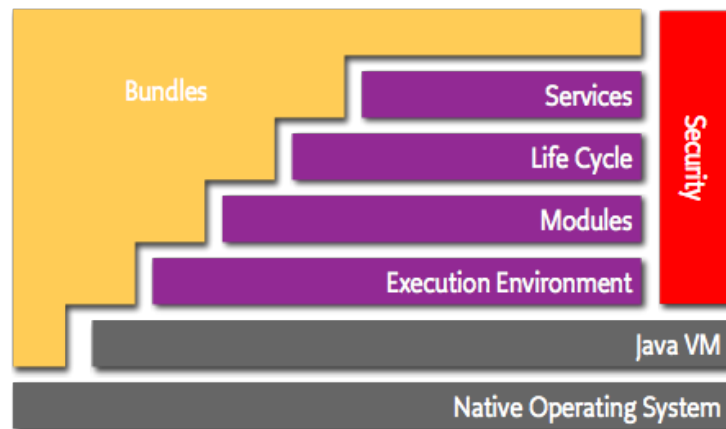 Bundles
Services
Life Cycle
Modules
Execution Environment
Security
Java VM
Native Operating System